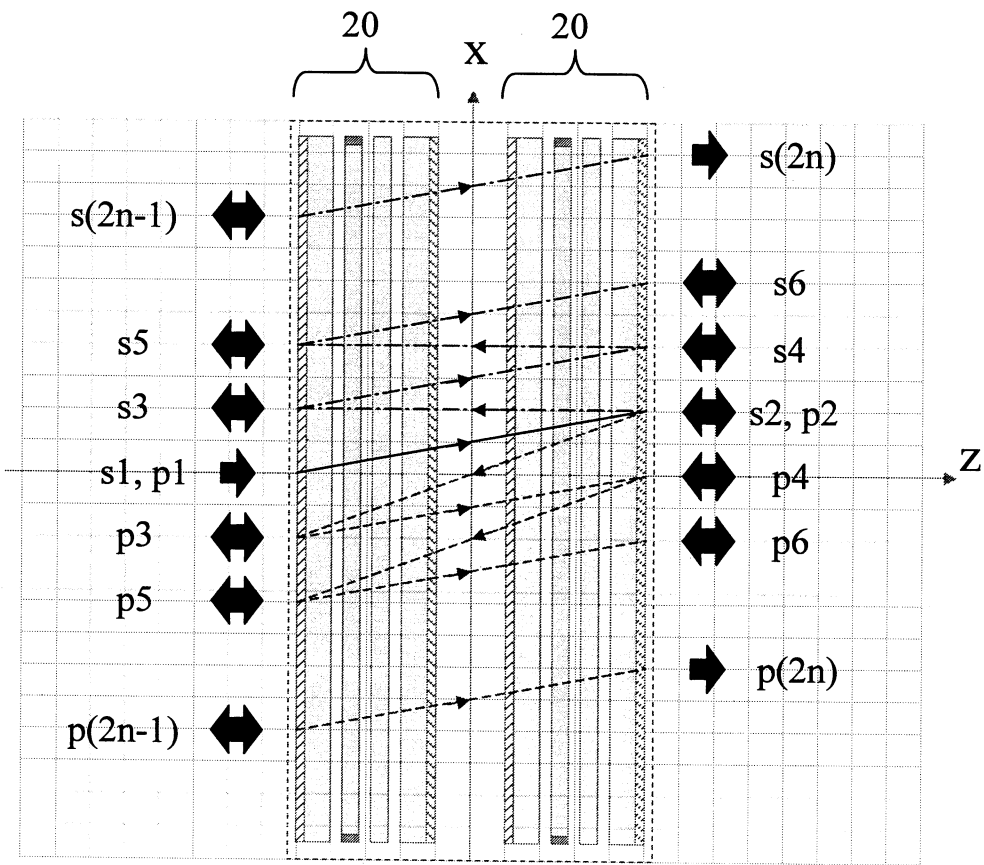 20 20
X
s(2n)
s(2n-1)
s6
s5 s4
s3 s2, p2
s1, p1 Z
p4
p3 p6
p5
p(2n)
p(2n-1)